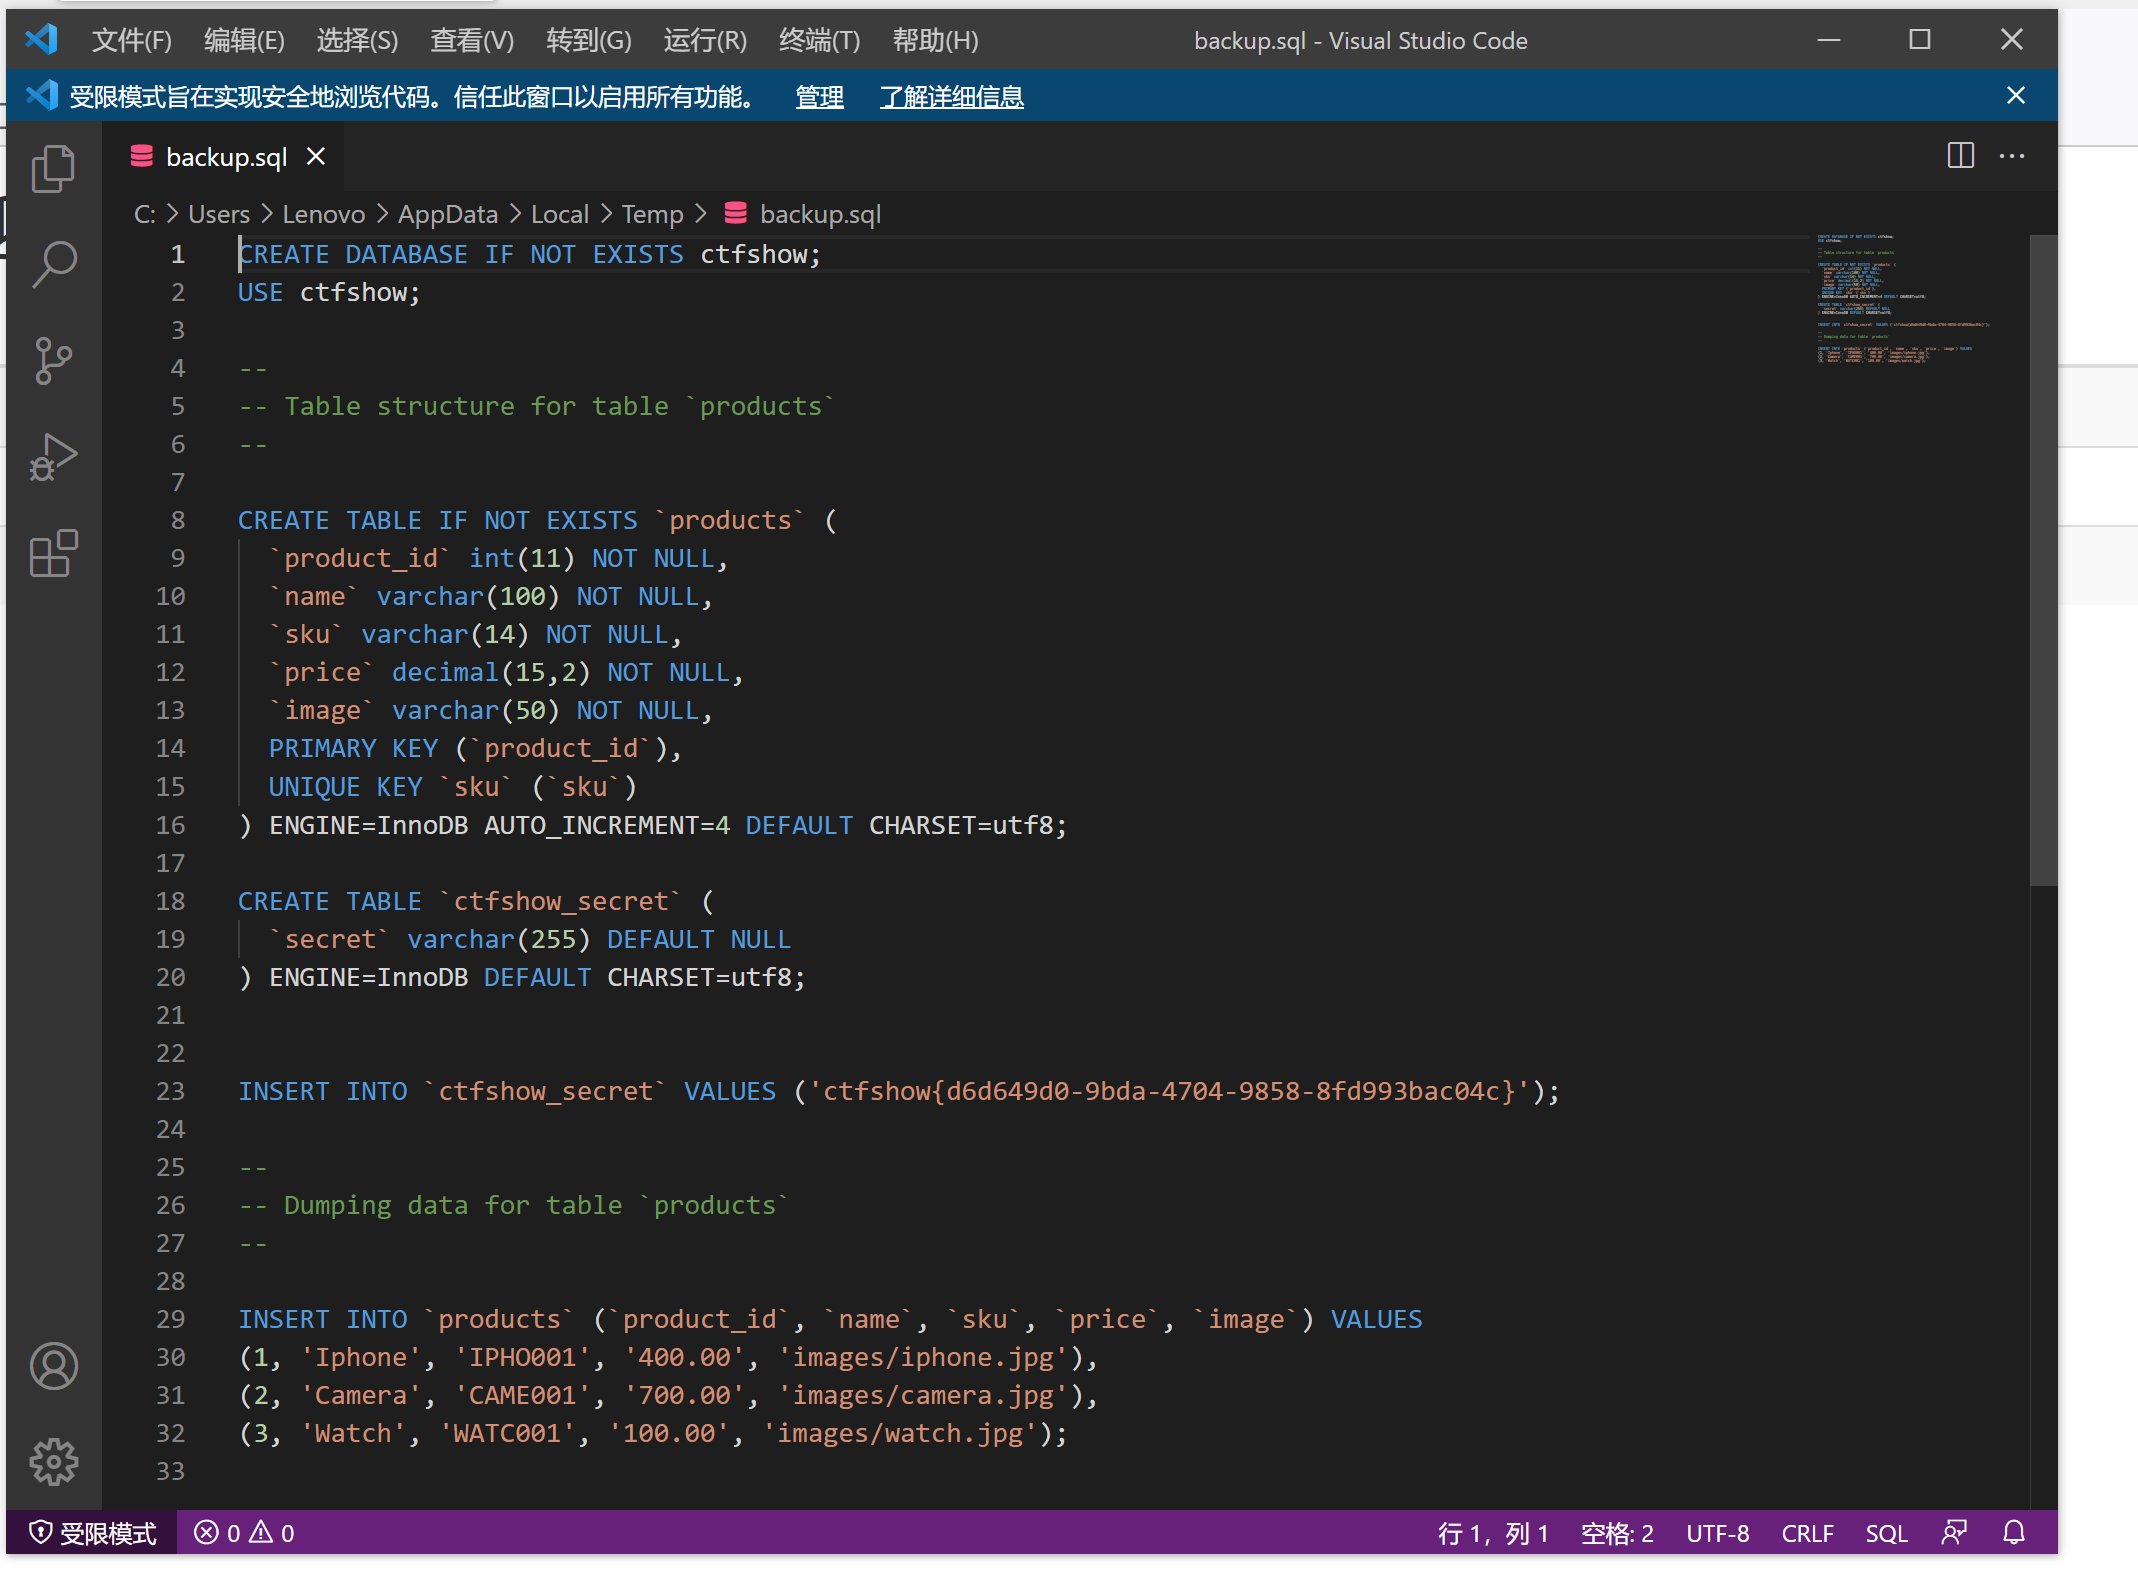 文件(F) 编辑(E) 选择(S) 查看(V) 转到(G) 运行(R) 终端(T) 帮助(H) backup.sql - Visual Studio Code
受限模式旨在实现安全地浏览代码。信任此窗口以启用所有功能。 管理 了解详细信息
backup.sql
C: > Users > Lenovo > AppData > Local > Temp > backup.sql
1 CREATE DATABASE IF NOT EXISTS ctfshow;
2 USE ctfshow;
3
4 --
5 -- Table structure for table `products`
6 --
7
8 CREATE TABLE IF NOT EXISTS `products` (
9 `product_id` int(11) NOT NULL,
10 `name` varchar(100) NOT NULL,
11 `sku` varchar(14) NOT NULL,
12 `price` decimal(15,2) NOT NULL,
13 `image` varchar(50) NOT NULL,
14 PRIMARY KEY (`product_id`),
15 UNIQUE KEY `sku` (`sku`)
16 ) ENGINE=InnoDB AUTO_INCREMENT=4 DEFAULT CHARSET=utf8;
17
18 CREATE TABLE `ctfshow_secret` (
19 `secret` varchar(255) DEFAULT NULL
20 ) ENGINE=InnoDB DEFAULT CHARSET=utf8;
21
22
23 INSERT INTO `ctfshow_secret` VALUES ('ctfshow{d6d649d0-9bda-4704-9858-8fd993bac04c}');
24
25 --
26 -- Dumping data for table `products`
27 --
28
29 INSERT INTO `products` (`product_id`, `name`, `sku`, `price`, `image`) VALUES
30 (1, 'Iphone', 'IPHO001', '400.00', 'images/iphone.jpg'),
31 (2, 'Camera', 'CAME001', '700.00', 'images/camera.jpg'),
32 (3, 'Watch', 'WATC001', '100.00', 'images/watch.jpg');
33
受限模式 0 0 行 1，列 1 空格: 2 UTF-8 CRLF SQL